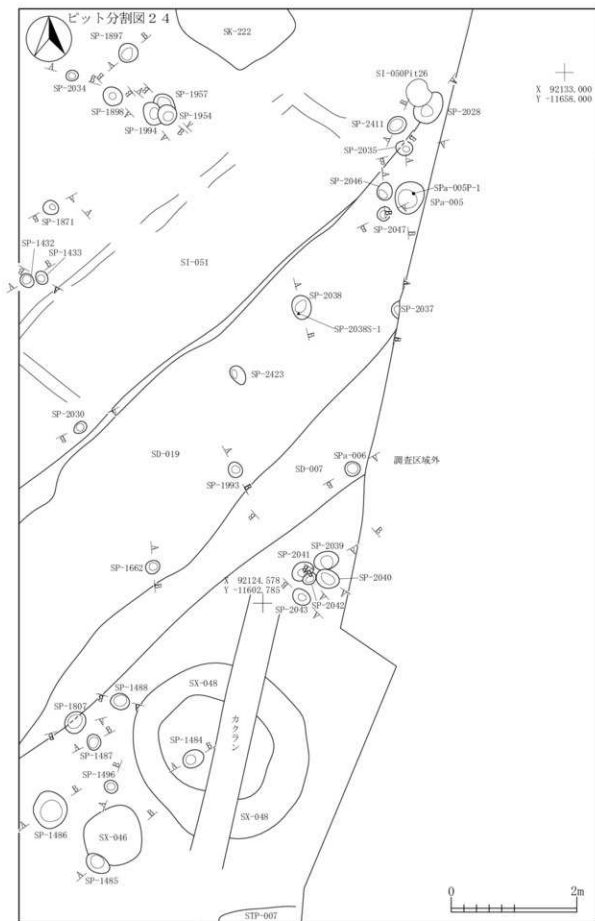 ピット分割図24
SP-1897
SK-222
SP-2034
SI-050Pit26
X 92133.000
Y -11658.000
SP-1898
SP-1957
SP-1994
SP-1954
SP-2028
SP-2411
SP-2035
SP-2046
SPa-005P-1
SPa-005
SP-1871
SP-2047
SP-1432
SP-1433
SI-051
SP-2038
SP-2037
SP-2038S-1
SP-2423
SP-2030
SD-019
SP-1993
SD-007
SPa-006
調査区域外
SP-2039
SP-2041
SP-1662
X 92124.578
Y -11602.785
SP-2040
SP-2042
SP-2043
SX-048
SP-1488
カクラン
SP-1807
SP-1484
SP-1487
SP-1496
SX-048
SP-1486
SX-046
SP-1485
STP-007
0 2m